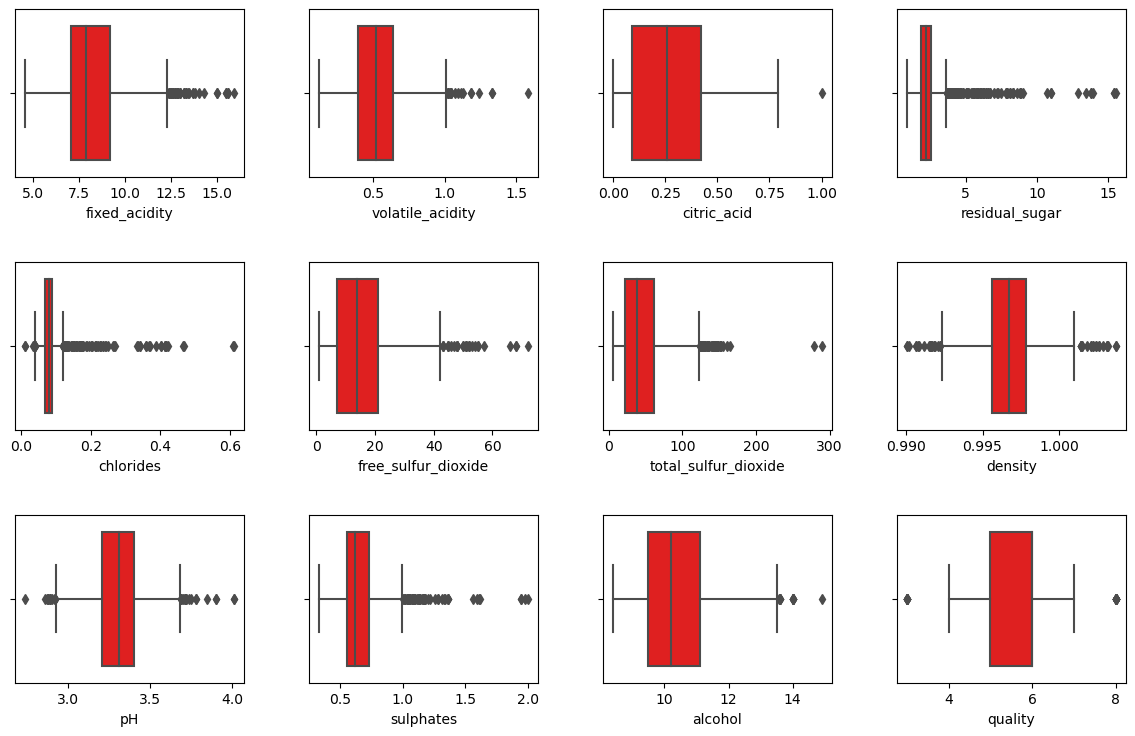 5.0 7.5 10.0 12.5 15.0
fixed_acidity
0.5 1.0 1.5
volatile_acidity
0.00 0.25 0.50 0.75 1.00
citric_acid
5 10 15
residual_sugar
0.0 0.2 0.4 0.6
chlorides
0 20 40 60
free_sulfur_dioxide
0 100 200 300
total_sulfur_dioxide
0.990 0.995 1.000
density
3.0 3.5 4.0
pH
0.5 1.0 1.5 2.0
sulphates
10 12 14
alcohol
4 6 8
quality